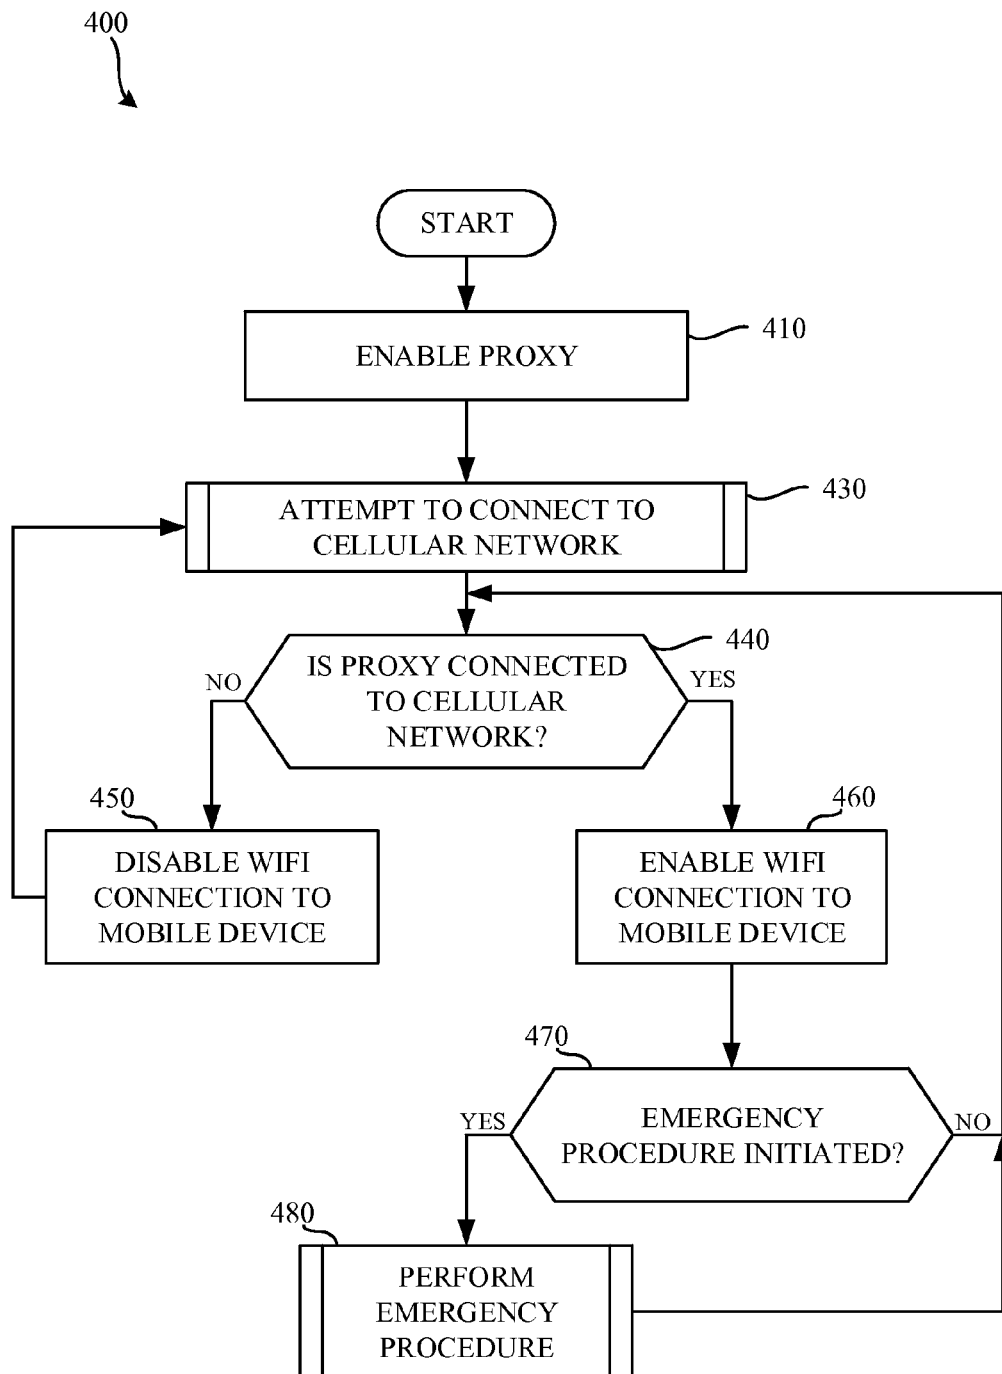 400
START
ENABLE PROXY
410
ATTEMPT TO CONNECT TO
CELLULAR NETWORK
430
IS PROXY CONNECTED
TO CELLULAR
NETWORK?
440
NO
YES
450
DISABLE WIFI
CONNECTION TO
MOBILE DEVICE
460
ENABLE WIFI
CONNECTION TO
MOBILE DEVICE
470
EMERGENCY
PROCEDURE INITIATED?
YES
NO
480
PERFORM
EMERGENCY
PROCEDURE